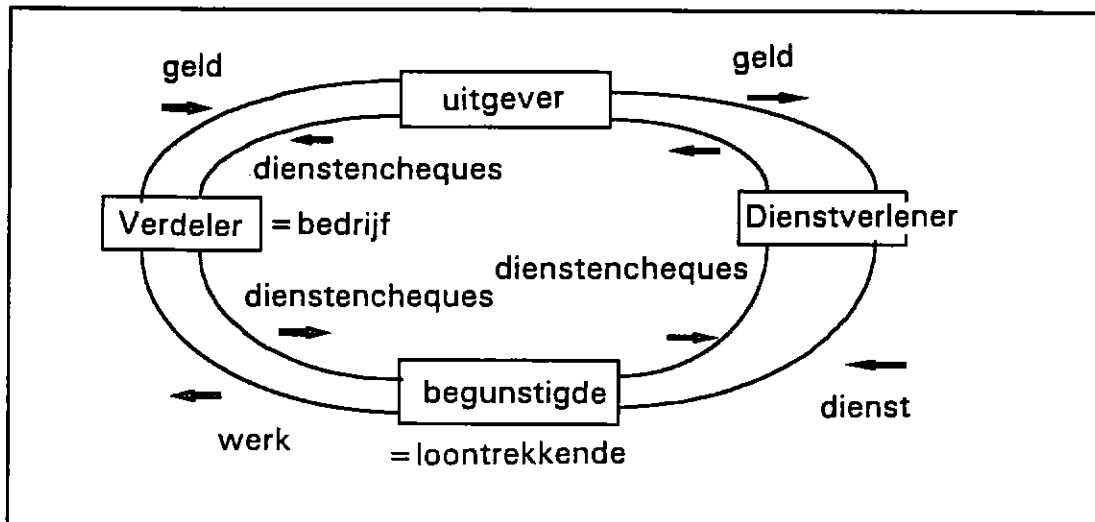 geld
geld
uitgever
dienstencheques
Verdeler = bedrijf
Dienstverlener
dienstencheques
dienstencheques
begunstigde
dienst
werk
= loontrekkende